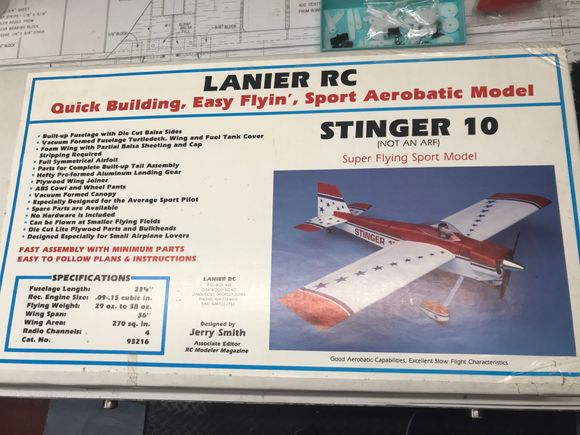 LANIER RC
Quick Building, Easy Flyin', Sport Aerobatic Model
• Built-up Fuselage with Die Cut Balsa Sides
• Vacuum Formed Fuselage Turtledeck, Wing and Fuel Tank Cover
• Foam Wing with Partial Balsa Sheeting and Cap
Stripping Required
• Full Symmetrical Airfoil
• Parts for Complete Built-up Tail Assembly
• Hefty Pre-formed Aluminum Landing Gear
• Plywood Wing Joiner
• ABS Cowl and Wheel Pants
• Vacuum Formed Canopy
• Especially Designed for the Average Sport Pilot
• Spare Parts are Available
• No Hardware is Included
• Can be Flown at Smaller Flying Fields
• Die Cut Lite Plywood Parts and Bulkheads
• Designed Especially for Small Airplane Lovers
FAST ASSEMBLY WITH MINIMUM PARTS
EASY TO FOLLOW PLANS & INSTRUCTIONS
SPECIFICATIONS
Fuselage Length:
Rec. Engine Size: .09-.15 cubic in.
Flying Weight: 29 oz. to 38 oz.
Wing Span: 36"
Wing Area: 270 sq. in.
Radio Channels: 4
Cat. No. 93216
LANIER RC
P.O. BOX
OAKWOOD ROAD
Designed by
Jerry Smith
Associate Editor
RC Modeler Magazine
STINGER 10
(NOT AN ARF)
Super Flying Sport Model
STINGER
Good Aerobatic Capabilities, Excellent Slow Flight Characteristics